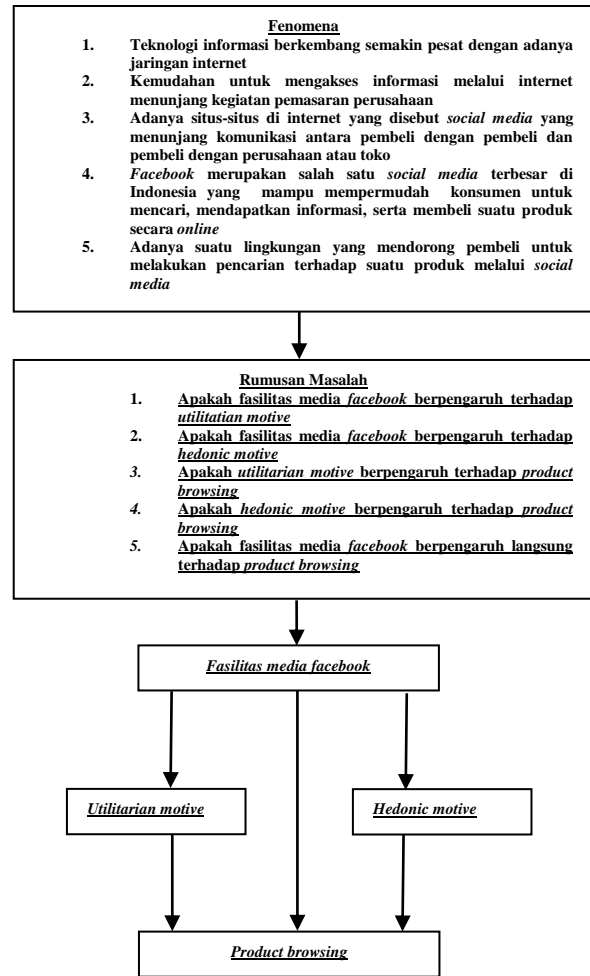 Fenomena
1. Teknologi informasi berkembang semakin pesat dengan adanya
jaringan internet
2. Kemudahan untuk mengakses informasi melalui internet
menunjang kegiatan pemasaran perusahaan
3. Adanya situs-situs di internet yang disebut social media yang
menunjang komunikasi antara pembeli dengan pembeli dan
pembeli dengan perusahaan atau toko
4. Facebook merupakan salah satu social media terbesar di
Indonesia yang mampu mempermudah konsumen untuk
mencari, mendapatkan informasi, serta membeli suatu produk
secara online
5. Adanya suatu lingkungan yang mendorong pembeli untuk
melakukan pencarian terhadap suatu produk melalui social
media
Rumusan Masalah
1. Apakah fasilitas media facebook berpengaruh terhadap
utilitatian motive
2. Apakah fasilitas media facebook berpengaruh terhadap
hedonic motive
3. Apakah utilitarian motive berpengaruh terhadap product
browsing
4. Apakah hedonic motive berpengaruh terhadap product
browsing
5. Apakah fasilitas media facebook berpengaruh langsung
terhadap product browsing
Fasilitas media facebook
Utilitarian motive
Hedonic motive
Product browsing